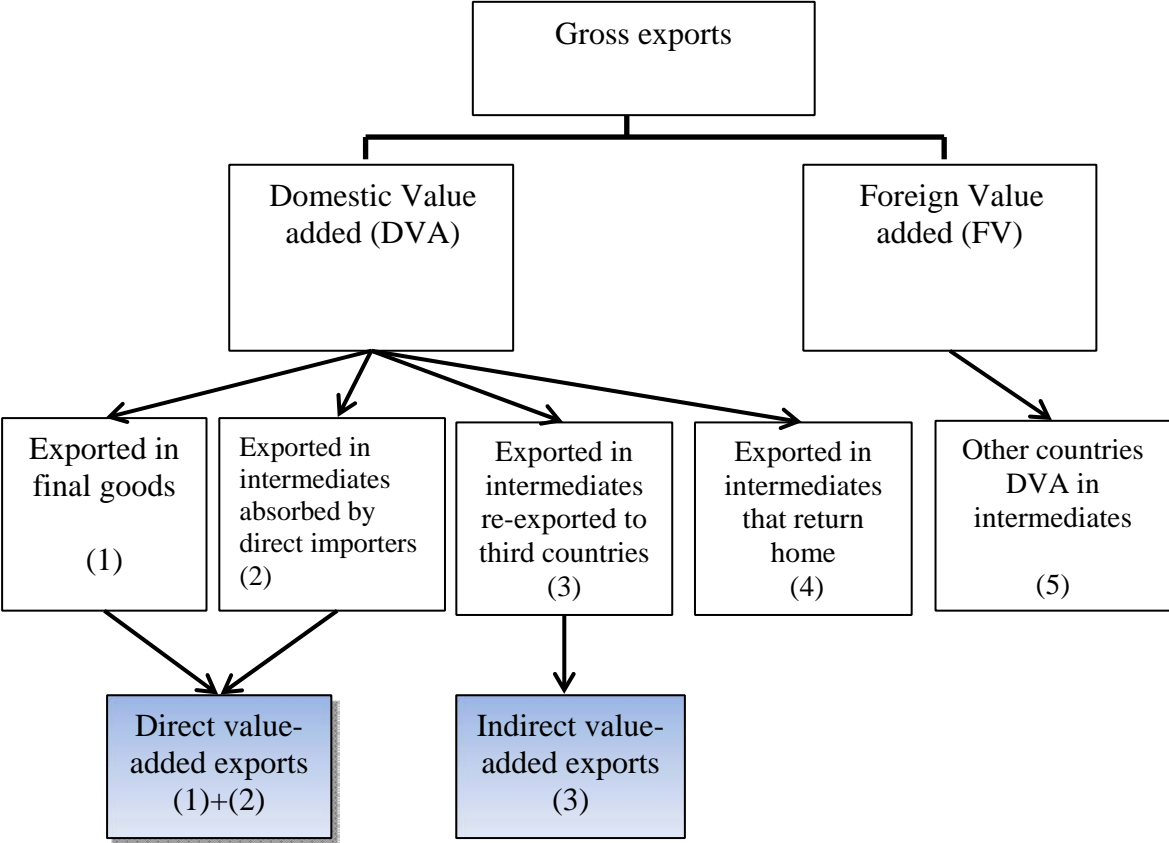 Gross exports
Domestic Value
added (DVA)
Foreign Value
added (FV)
Exported in
final goods
(1)
Exported in
intermediates
absorbed by
direct importers
(2)
Exported in
intermediates
re-exported to
third countries
(3)
Exported in
intermediates
that return
home
(4)
Other countries
DVA in
intermediates
(5)
Direct value-
added exports
(1)+(2)
Indirect value-
added exports
(3)